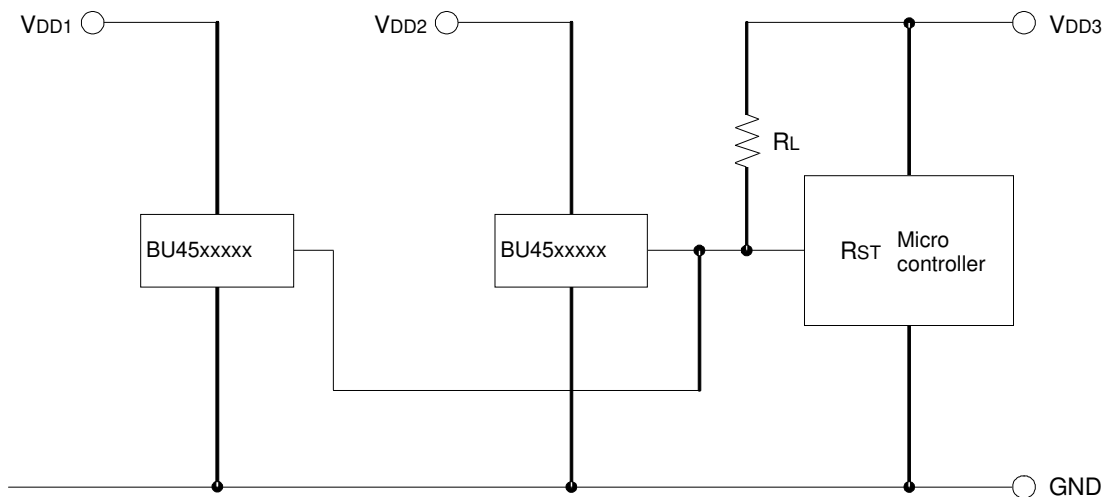 VDD1
VDD2
VDD3
RL
BU45xxxxx
BU45xxxxx
RST
Micro
controller
GND